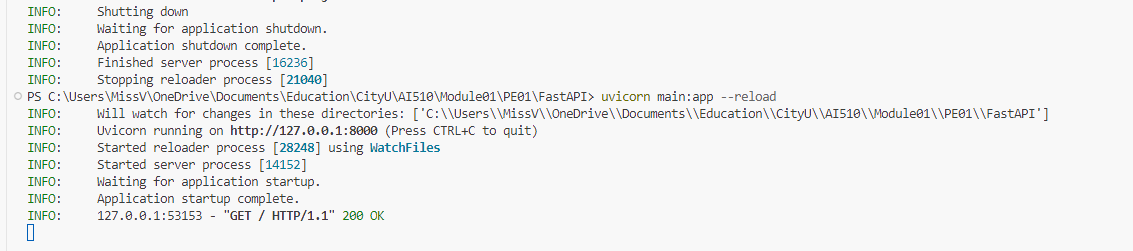 INFO: Shutting down
INFO: Waiting for application shutdown.
INFO: Application shutdown complete.
INFO: Finished server process [16236]
INFO: Stopping reloader process [21040]
PS C:\Users\MissV\OneDrive\Documents\Education\CityU\AI510\Module01\PE01\FastAPI> uvicorn main:app --reload
INFO: Will watch for changes in these directories: ['C:\\Users\\MissV\\OneDrive\\Documents\\Education\\CityU\\AI510\\Module01\\PE01\\FastAPI']
INFO: Uvicorn running on http://127.0.0.1:8000 (Press CTRL+C to quit)
INFO: Started reloader process [28248] using WatchFiles
INFO: Started server process [14152]
INFO: Waiting for application startup.
INFO: Application startup complete.
INFO: 127.0.0.1:53153 - "GET / HTTP/1.1" 200 OK